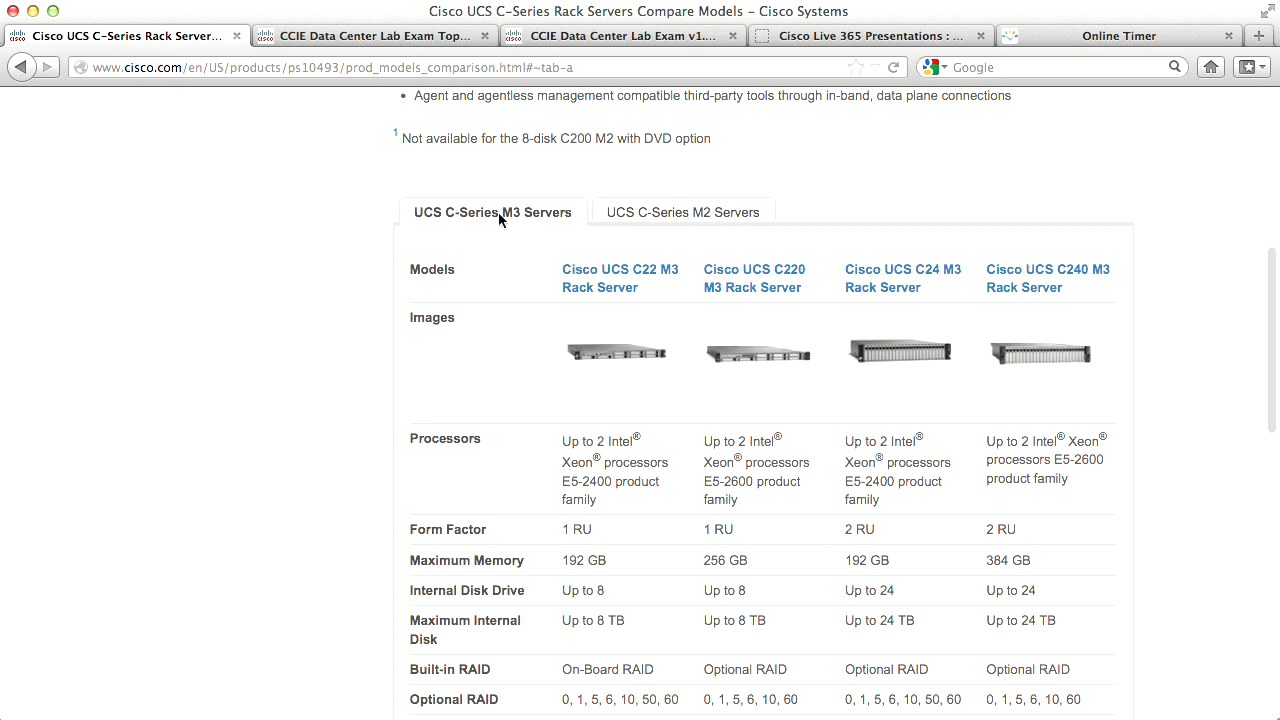 Cisco UCS C-Series Rack Servers Compare Models – Cisco Systems
Cisco UCS C-Series Rack Server... CCIE Data Center Lab Exam Top... CCIE Data Center Lab Exam v1.... Cisco Live 365 Presentations : ... Online Timer
www.cisco.com/en/US/products/ps10493/prod_models_comparison.html#~tab-a Google
• Agent and agentless management compatible third-party tools through in-band, data plane connections
1 Not available for the 8-disk C200 M2 with DVD option
UCS C-Series M3 Servers UCS C-Series M2 Servers
Models Cisco UCS C22 M3 Cisco UCS C220 Cisco UCS C24 M3 Cisco UCS C240 M3
Rack Server M3 Rack Server Rack Server Rack Server
Images
Processors Up to 2 Intel® Up to 2 Intel® Up to 2 Intel® Up to 2 Intel® Xeon®
Xeon® processors Xeon® processors Xeon® processors processors E5-2600
E5-2400 product E5-2600 product E5-2400 product product family
family family family
Form Factor 1 RU 1 RU 2 RU 2 RU
Maximum Memory 192 GB 256 GB 192 GB 384 GB
Internal Disk Drive Up to 8 Up to 8 Up to 24 Up to 24
Maximum Internal Up to 8 TB Up to 8 TB Up to 24 TB Up to 24 TB
Disk
Built-in RAID On-Board RAID Optional RAID Optional RAID Optional RAID
Optional RAID 0, 1, 5, 6, 10, 50, 60 0, 1, 5, 6, 10, 60 0, 1, 5, 6, 10, 50, 60 0, 1, 5, 6, 10, 60